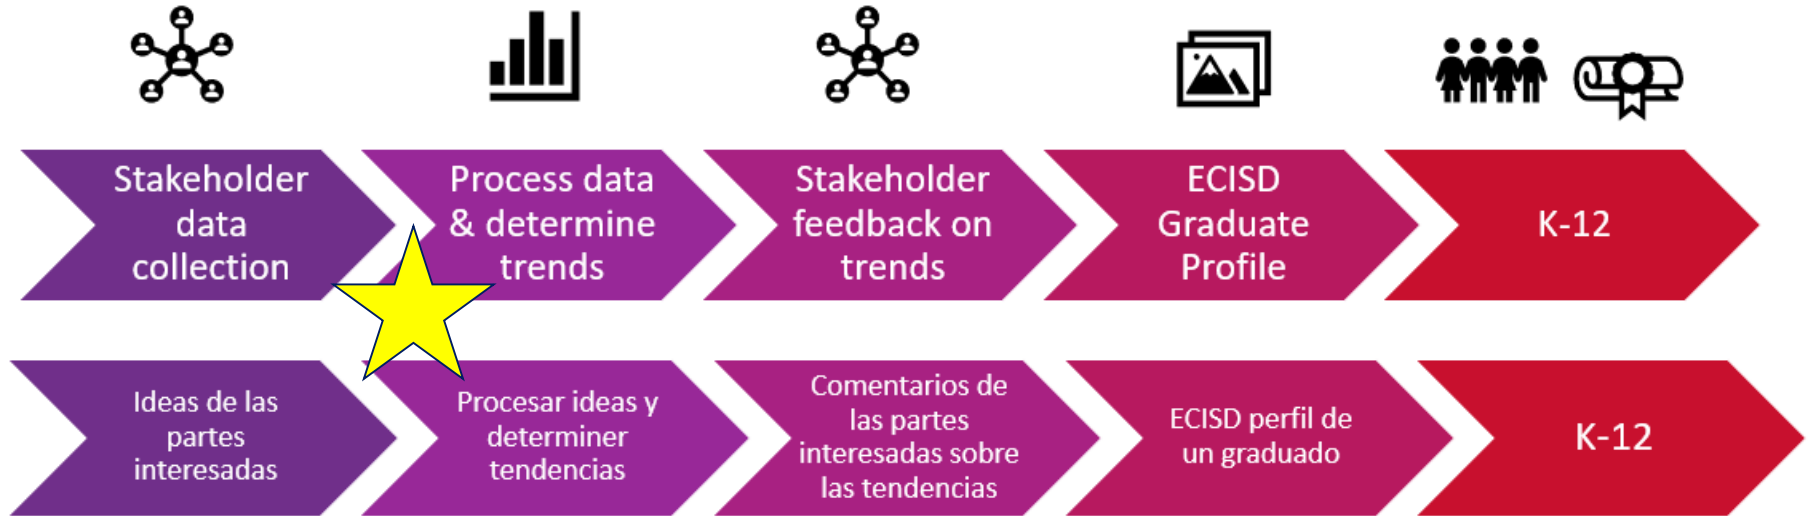 Stakeholder
data
collection
Process data
& determine
trends
Stakeholder
feedback on
trends
ECISD
Graduate
Profile
K-12
Ideas de las
partes
interesadas
Procesar ideas y
determiner
tendencias
Comentarios de
las partes
interesadas sobre
las tendencias
ECISD perfil de
un graduado
K-12